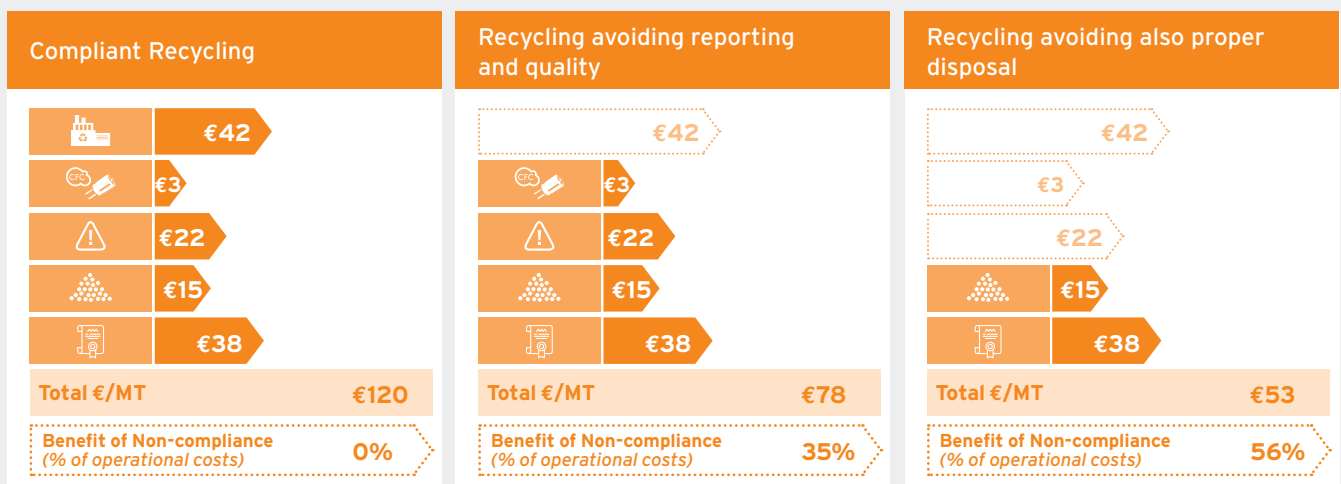 Compliant Recycling
€42
CFC
€3
!
€22
€15
€38
Total €/MT €120
Benefit of Non-compliance
(% of operational costs)
0%
Recycling avoiding reporting
and quality
€42
CFC
€3
!
€22
€15
€38
Total €/MT €78
Benefit of Non-compliance
(% of operational costs)
35%
Recycling avoiding also proper
disposal
€42
€3
€22
€15
€38
Total €/MT €53
Benefit of Non-compliance
(% of operational costs)
56%